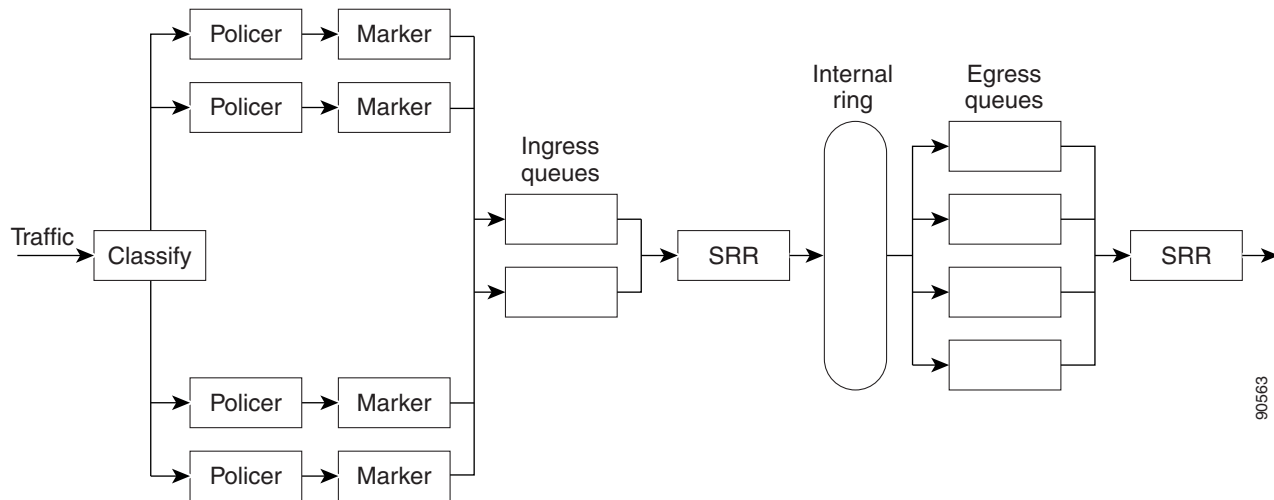 Policer
Marker
Policer
Marker
Internal
ring
Egress
queues
Ingress
queues
Traffic
Classify
SRR
SRR
Policer
Marker
Policer
Marker
90563